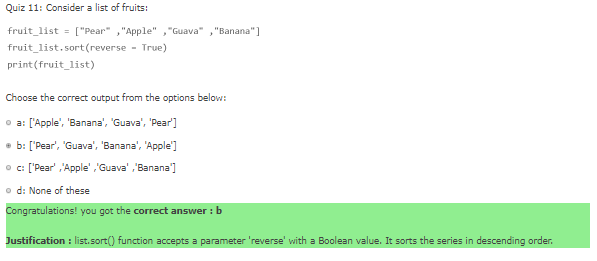 Quiz 11: Consider a list of fruits:
fruit_list = ["Pear" ,"Apple" ,"Guava" ,"Banana"]
fruit_list.sort(reverse = True)
print(fruit_list)
Choose the correct output from the options below:
a: ['Apple', 'Banana', 'Guava', 'Pear']
b: ['Pear', 'Guava', 'Banana', 'Apple']
c: ['Pear' ,'Apple' ,'Guava' ,'Banana']
d: None of these
Congratulations! you got the correct answer : b
Justification : list.sort() function accepts a parameter 'reverse' with a Boolean value. It sorts the series in descending order.